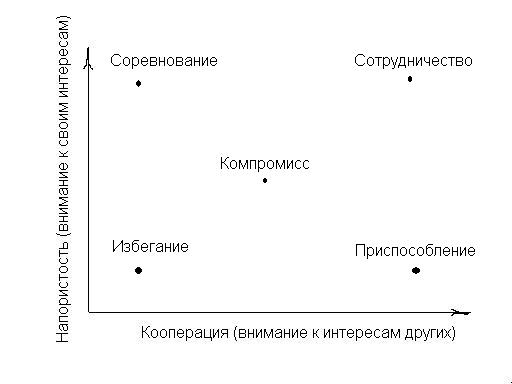 Соревнование
Сотрудничество
Компромисс
Избегание
Приспособление
Напористость (внимание к своим интересам)
Кооперация (внимание к интересам других)